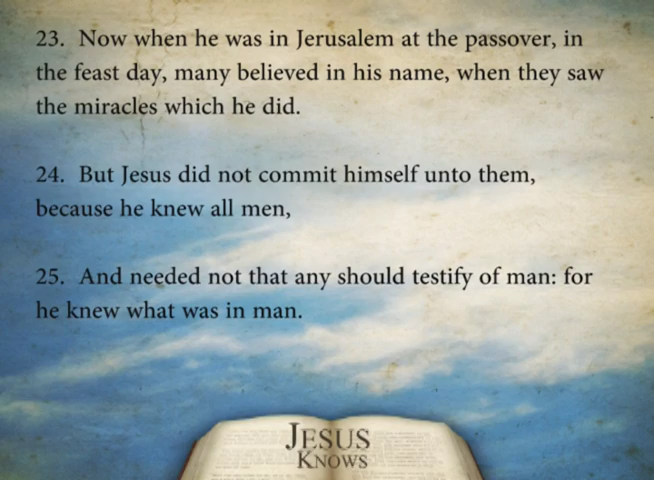 23. Now when he was in Jerusalem at the passover, in
the feast day, many believed in his name, when they saw
the miracles which he did.
24. But Jesus did not commit himself unto them,
because he knew all men,
25. And needed not that any should testify of man: for
he knew what was in man.
JESUS
KNOWS